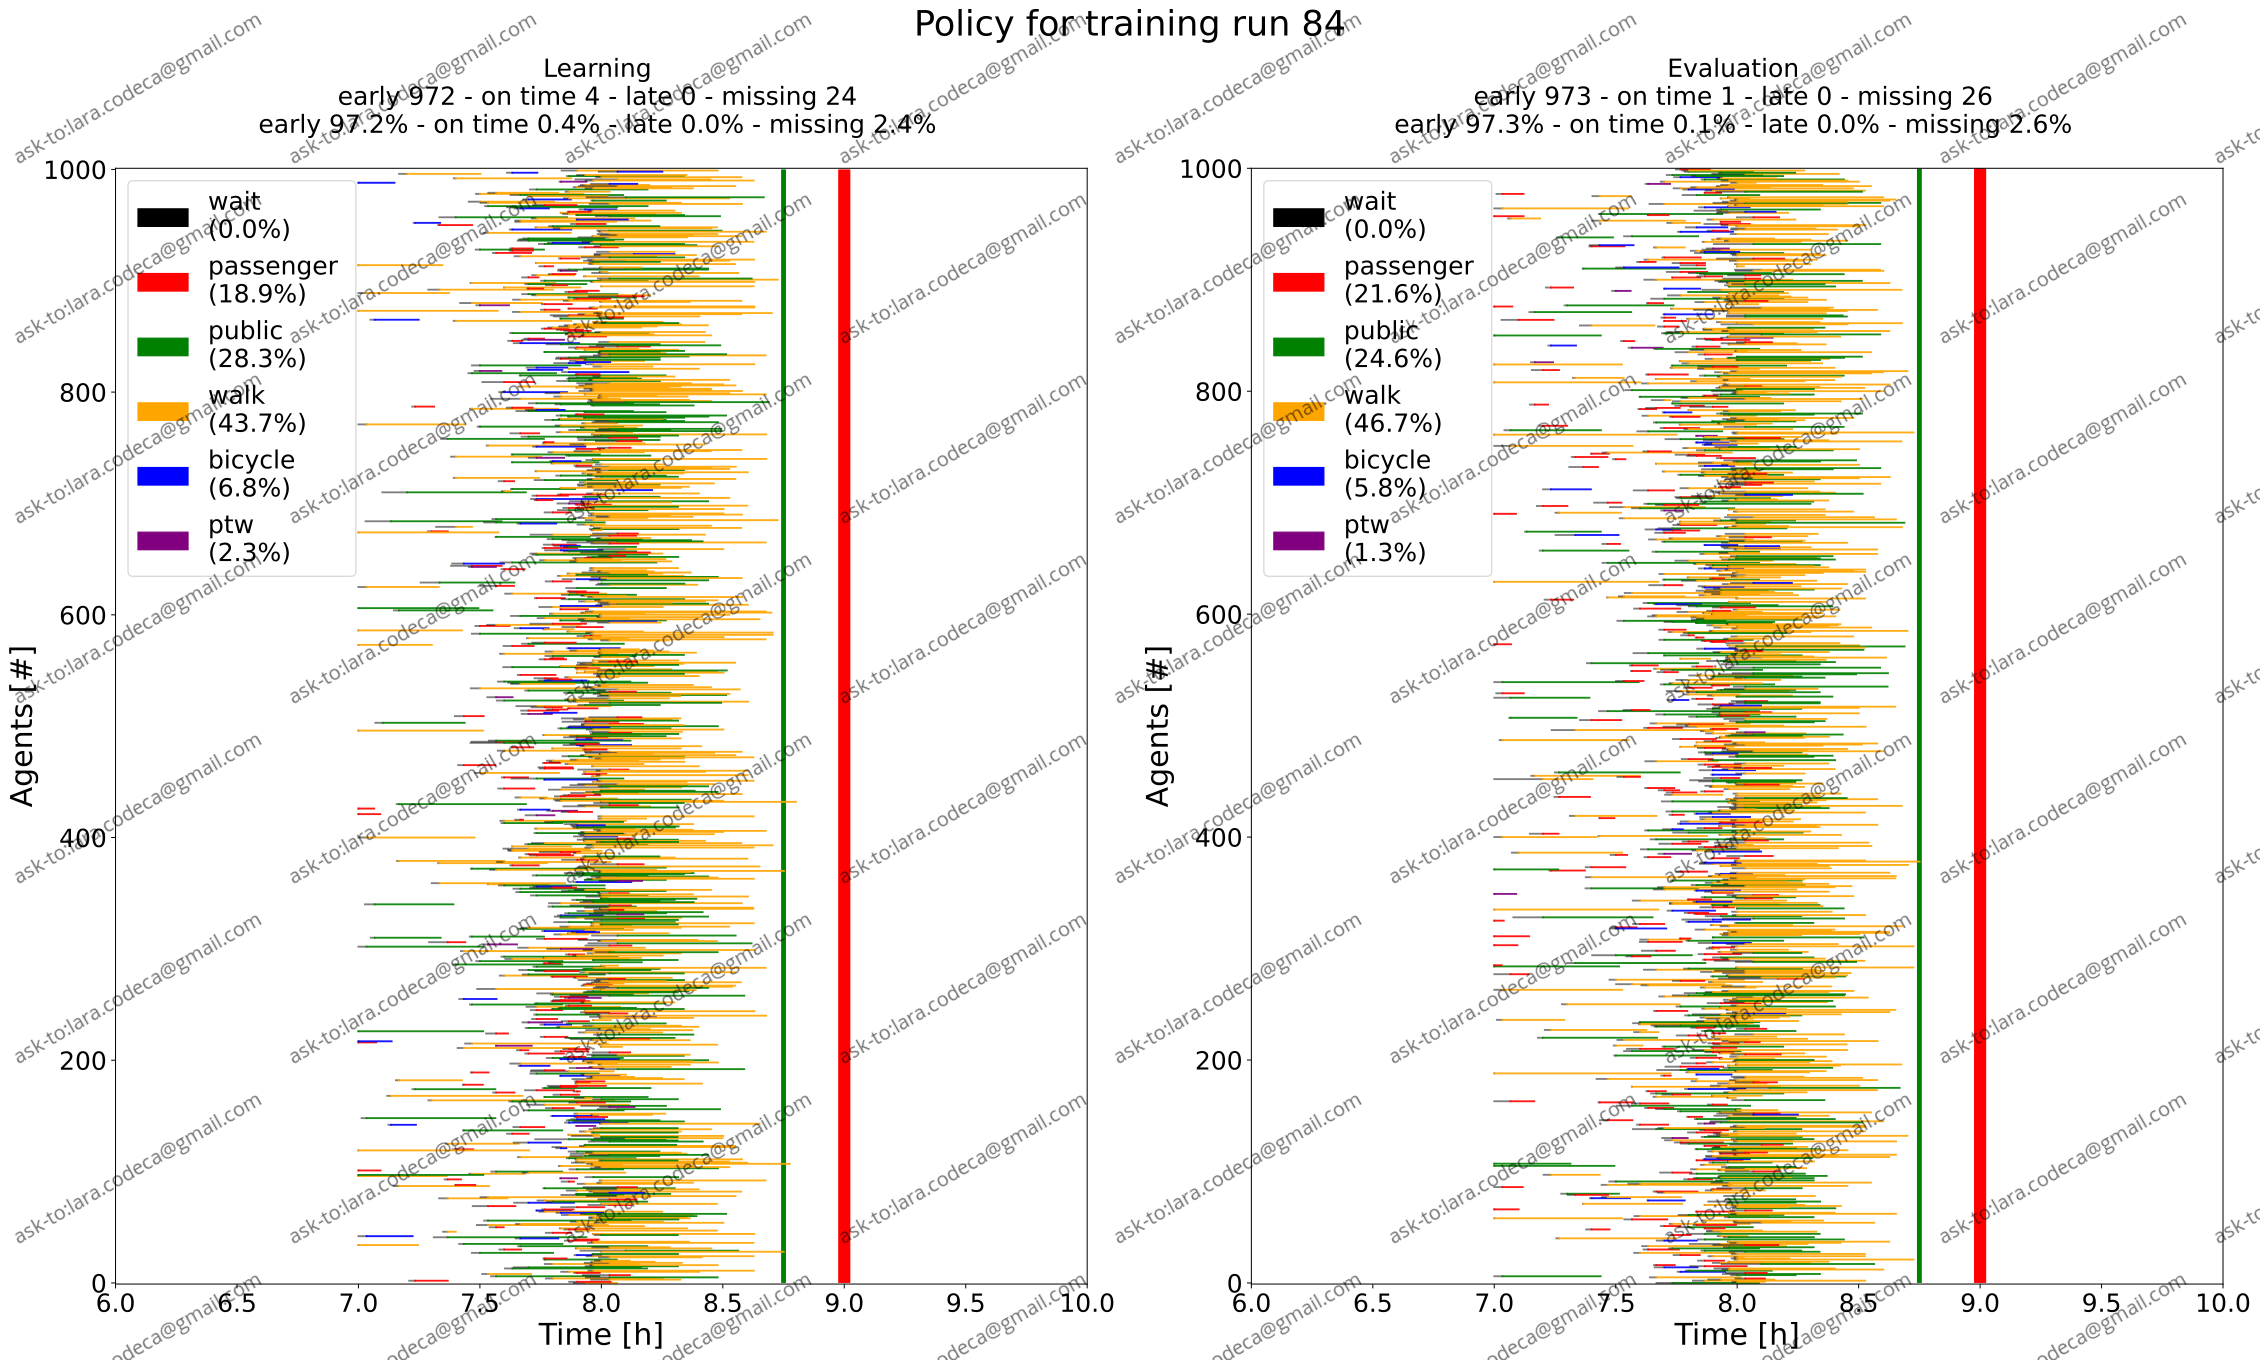 Policy for training run 84
Learning
early 972 - on time 4 - late 0 - missing 24
early 97.2% - on time 0.4% - late 0.0% - missing 2.4%
1000
800
600
400
200
0
Agents [#]
wait
(0.0%)
passenger
(18.9%)
public
(28.3%)
walk
(43.7%)
bicycle
(6.8%)
ptw
(2.3%)
6.0 6.5 7.0 7.5 8.0 8.5 9.0 9.5 10.0
Time [h]
Evaluation
early 973 - on time 1 - late 0 - missing 26
early 97.3% - on time 0.1% - late 0.0% - missing 2.6%
1000
800
600
400
200
0
Agents [#]
wait
(0.0%)
passenger
(21.6%)
public
(24.6%)
walk
(46.7%)
bicycle
(5.8%)
ptw
(1.3%)
6.0 6.5 7.0 7.5 8.0 8.5 9.0 9.5 10.0
Time [h]
ask-to:lara.codeca@gmail.com